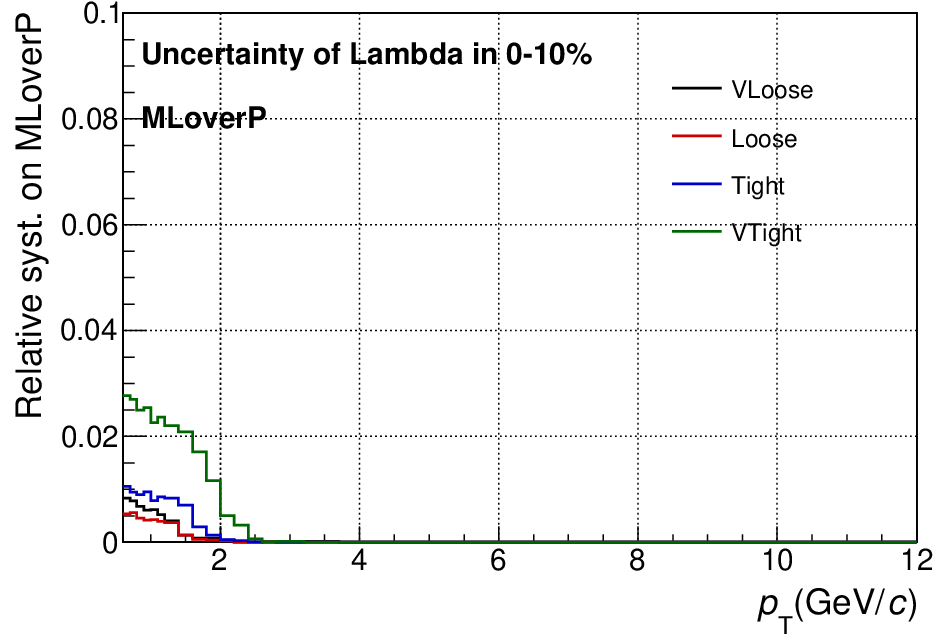 Uncertainty of Lambda in 0-10%
MLoverP
VLoose
Loose
Tight
VTight
Relative syst. on MLoverP
0.1
0.08
0.06
0.04
0.02
0
2
4
6
8
10
12
pT(GeV/c)